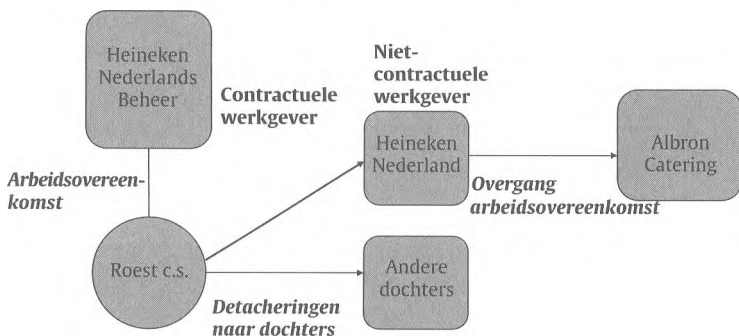 Heineken
Nederlands
Beheer
Contractuele
werkgever
Niet-
contractuele
werkgever
Heineken
Nederland
Albron
Catering
Arbeidsovereen-
komst
Overgang
arbeidsovereenkomst
Roest c.s.
Andere
dochters
Detacheringen
naar dochters